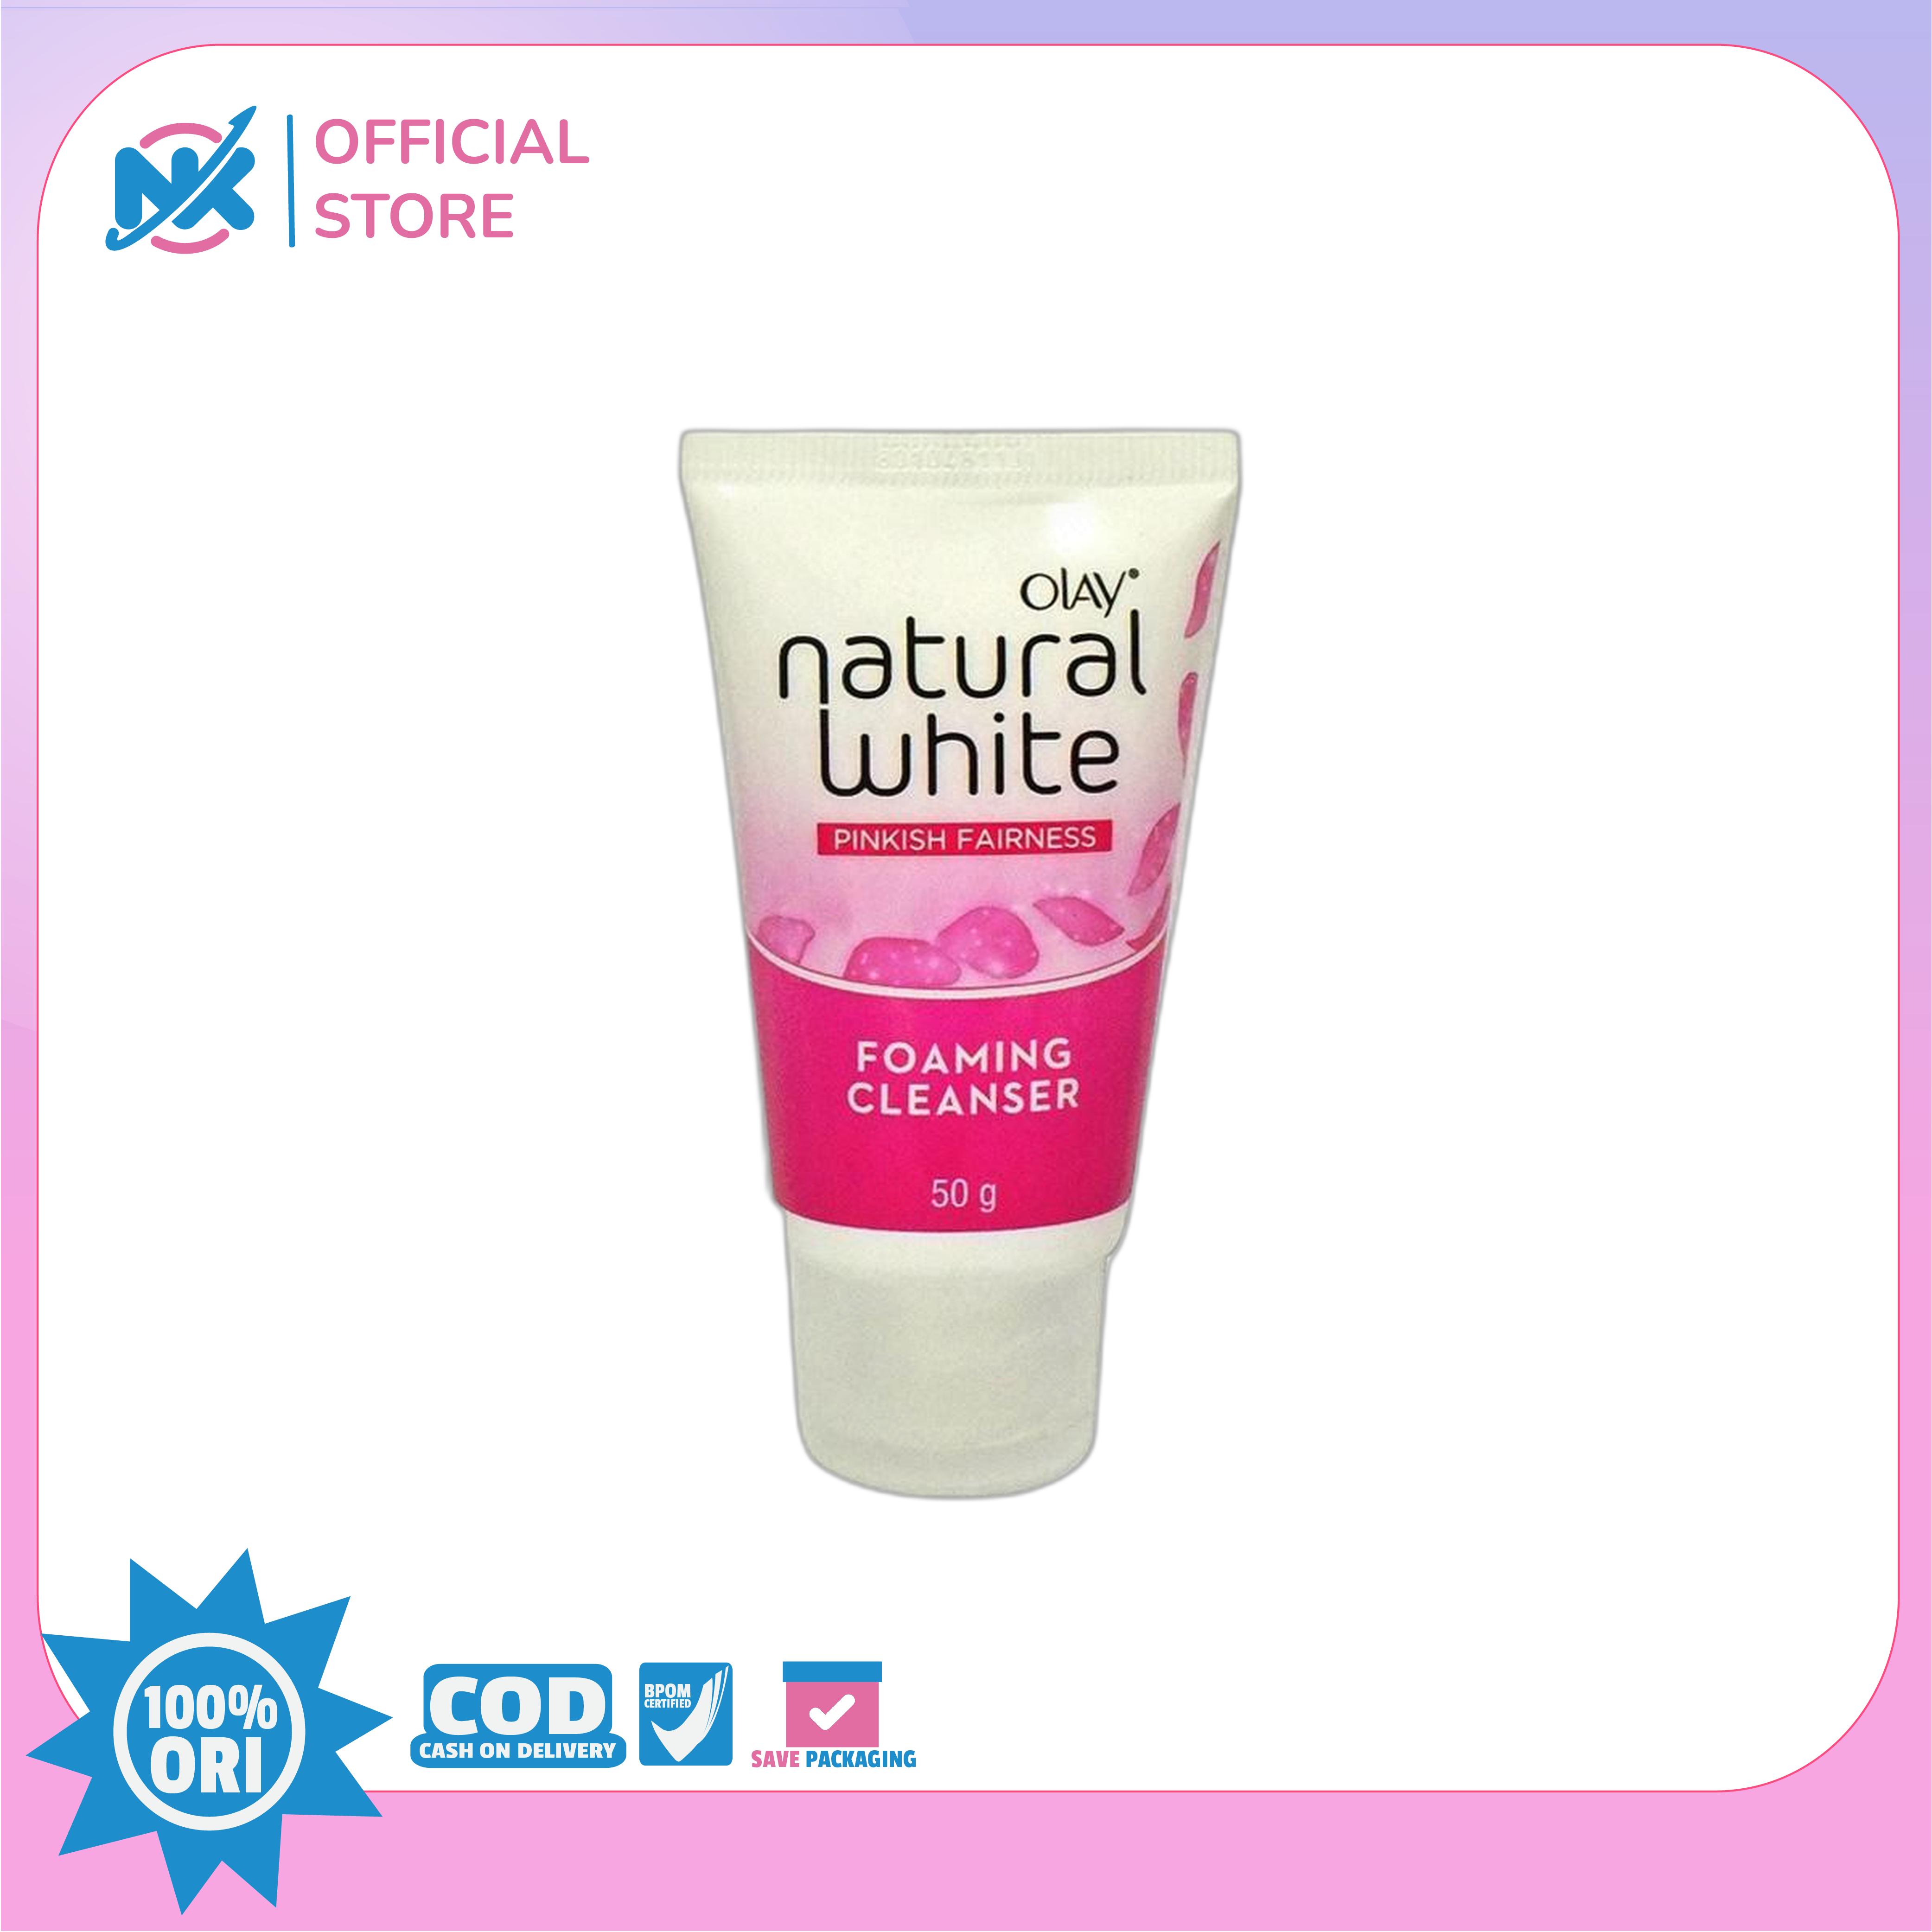 NK
OFFICIAL
STORE
OLAY
natural
white
PINKISH FAIRNESS
FOAMING
CLEANSER
50 g
100%
ORI
COD
CASH ON DELIVERY
BPOM
CERTIFIED
SAVE PACKAGING